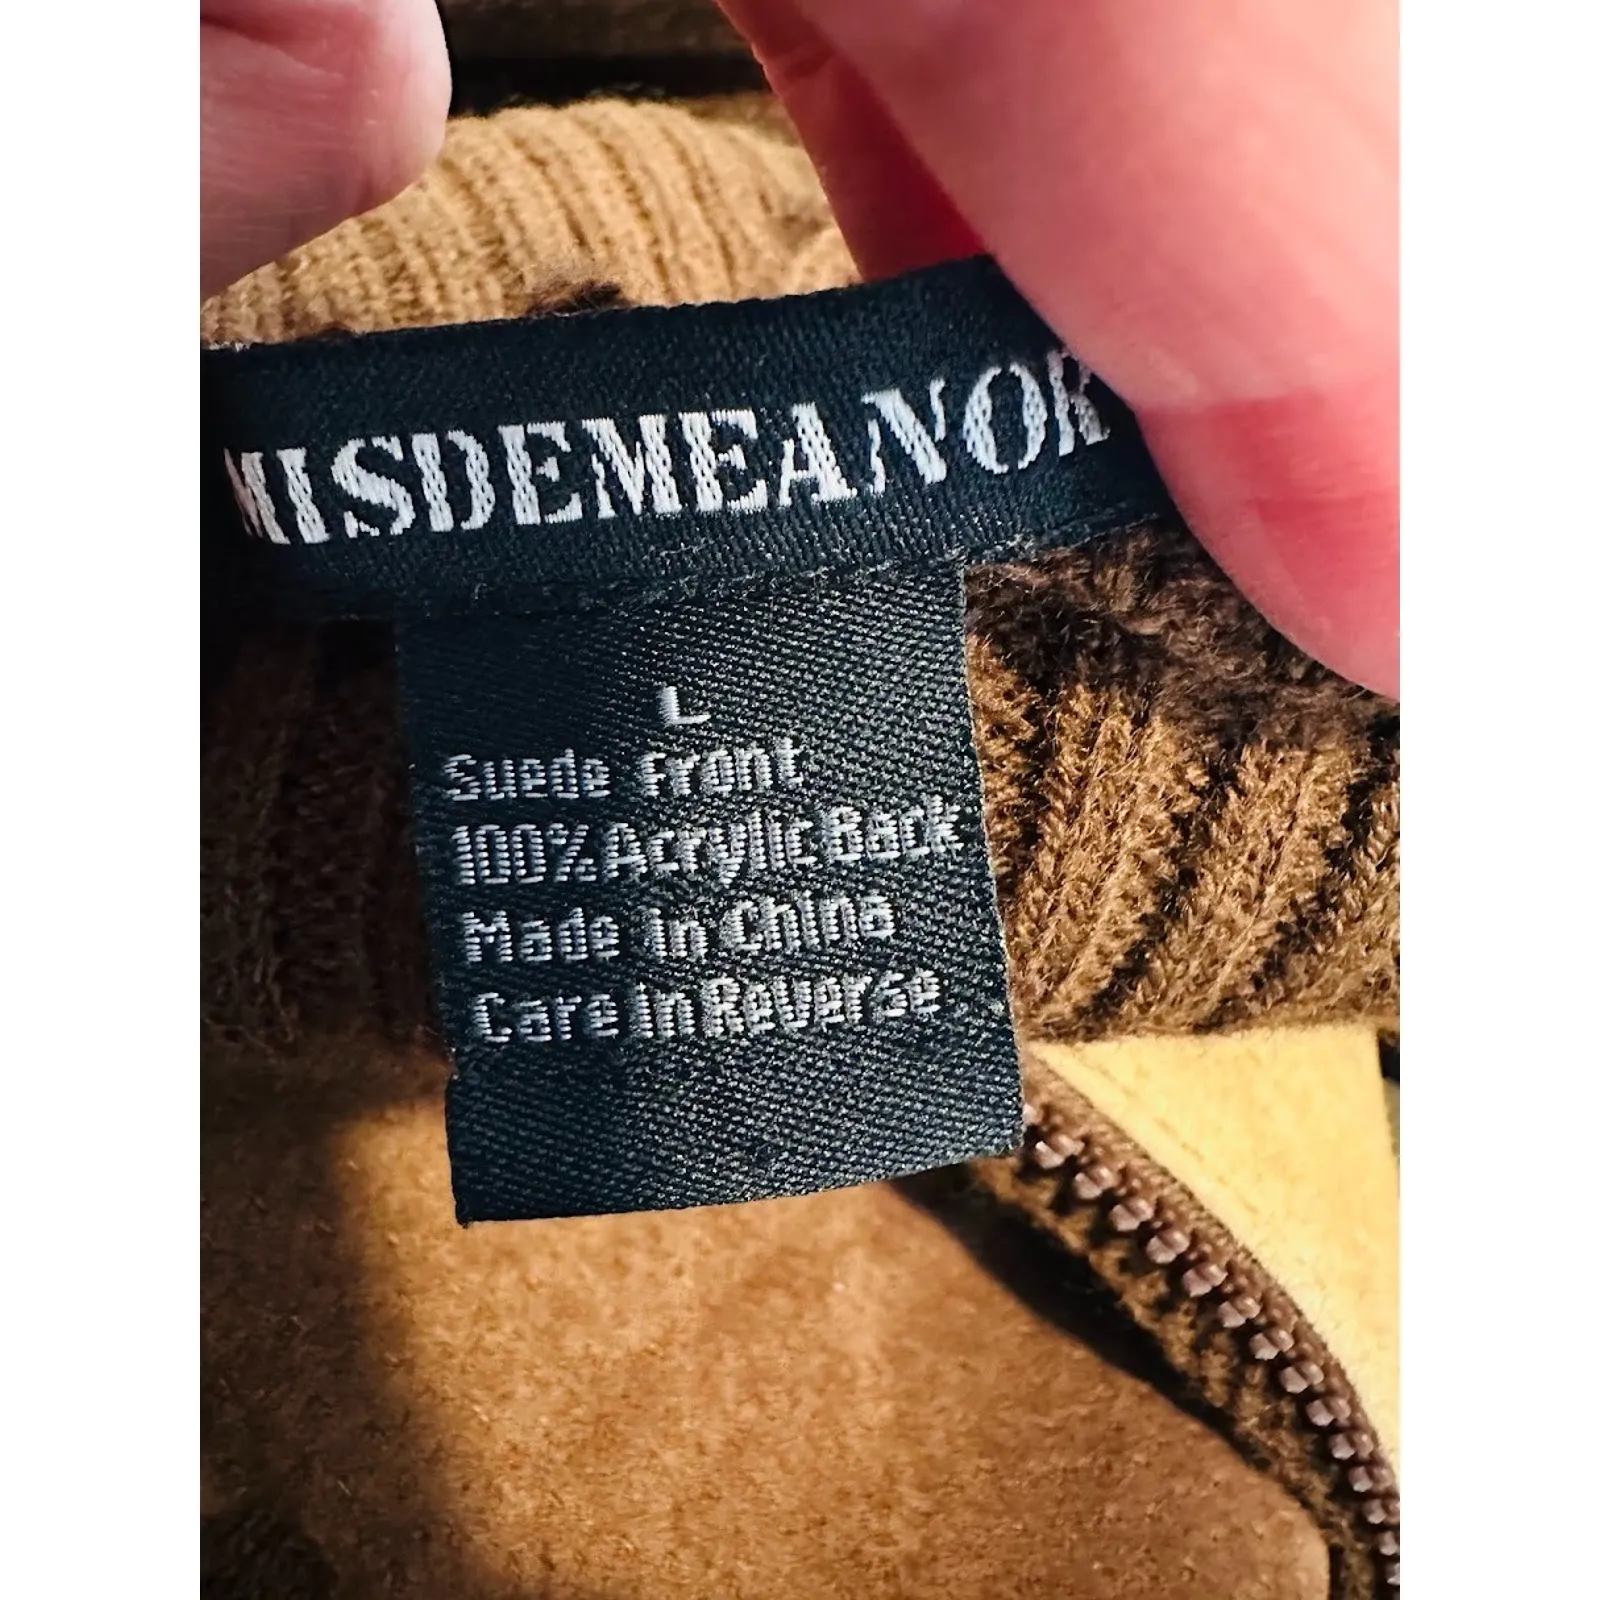 MISDEMEANOR
L
Suede Front
100% Acrylic Back
Made in China
Care In Reverse